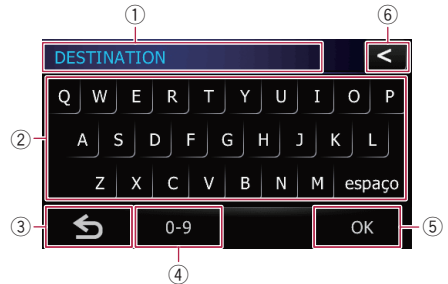 ① ⑥
DESTINATION <
Q W E R T Y U I O P
② A S D F G H J K L
Z X C V B N M espaço
③ 0-9 OK ⑤
④